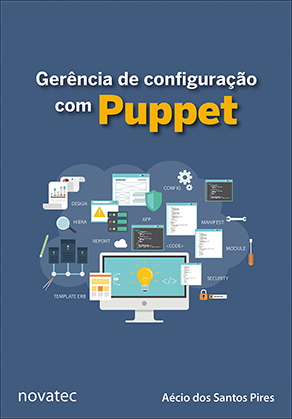 Gerência de configuração
com Puppet
DESIGN
CONFIG
HIERA
APP
MANIFEST
REPORT
<CODE>
MODULE
TEMPLATE ERB
SECURITY
novatec
Aécio dos Santos Pires